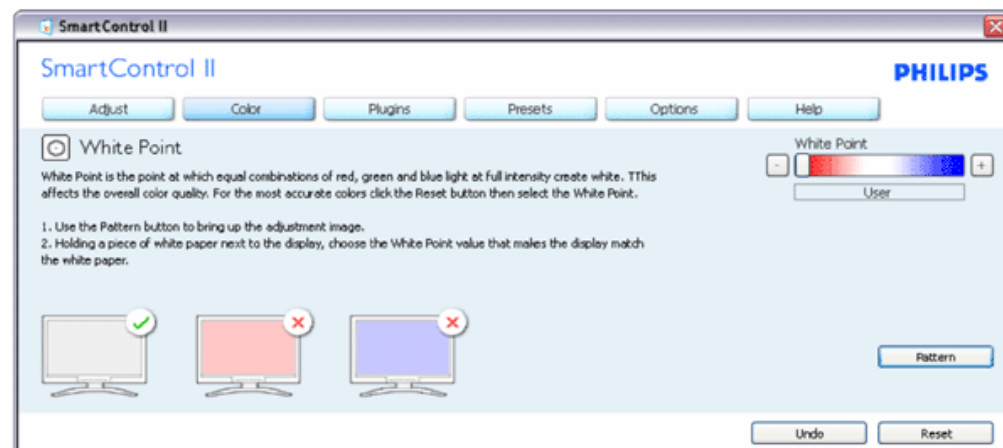 SmartControl II
SmartControl II
PHILIPS
Adjust Color Plugins Presets Options Help
White Point
White Point is the point at which equal combinations of red, green and blue light at full intensity create white. TThis
affects the overall color quality. For the most accurate colors click the Reset button then select the White Point.
1. Use the Pattern button to bring up the adjustment image.
2. Holding a piece of white paper next to the display, choose the White Point value that makes the display match
the white paper.
White Point
- +
User
Pattern
Undo Reset